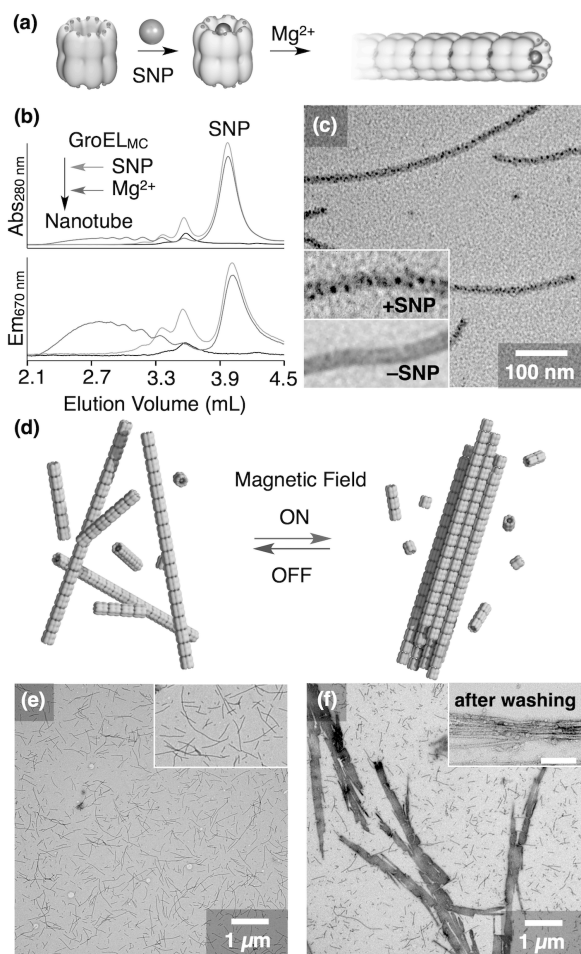 (a)
SNP
Mg²⁺
(b)
GroEL_MC
SNP
Mg²⁺
Nanotube
SNP
Abs₂₈₀ nm
Em₆₇₀ nm
2.1 2.7 3.3 3.9 4.5
Elution Volume (mL)
(c)
+SNP
–SNP
100 nm
(d)
Magnetic Field
ON
OFF
(e)
1 µm
(f)
after washing
1 µm